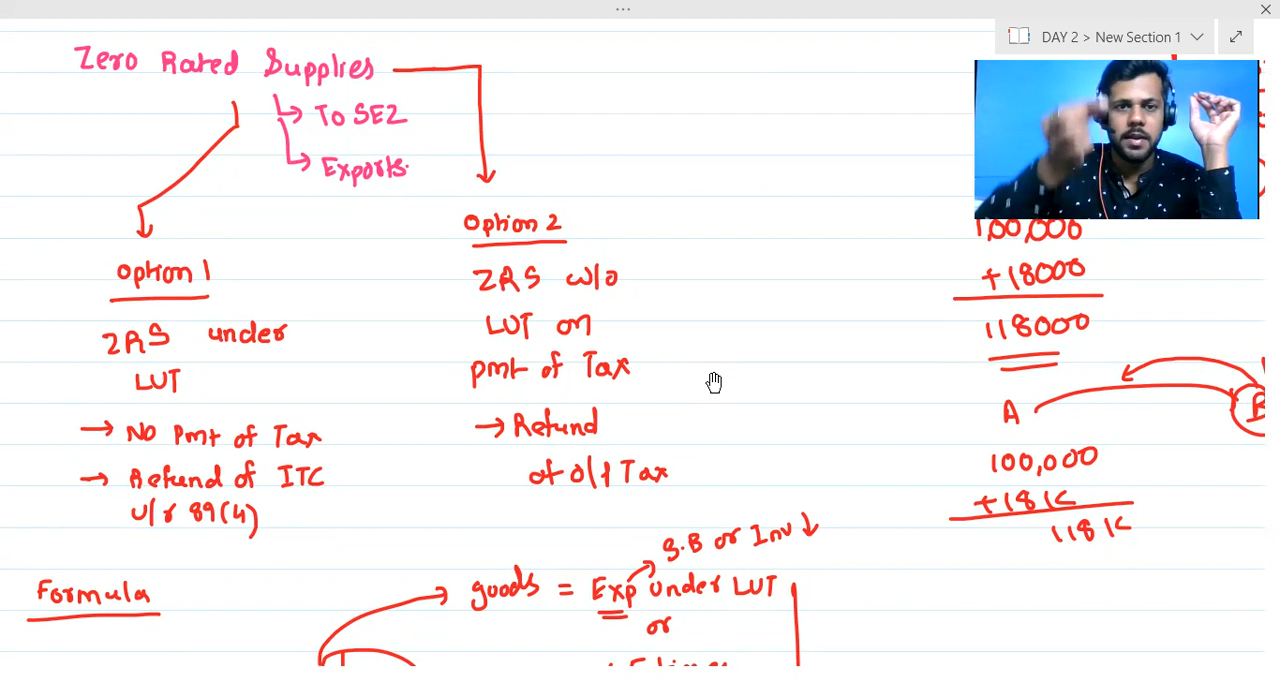 DAY 2 > New Section 1
Zero Rated Supplies
→ To SEZ
→ Exports.
Option 1
ZRS under
LUT
→ No Pmt of Tax
→ Refund of ITC
u/r 89(4)
Option 2
ZRS w/o
LUT on
pmt of Tax
→ Refund
of O/P Tax
1,00,000
+18000
118000
A
B
100,000
+18K
118K
Formula
S.B or Inv ↓
goods = Exp under LUT
or